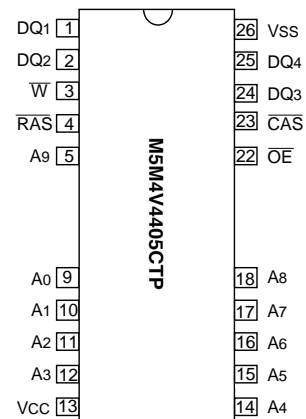 DQ1 1 26 VSS
DQ2 2 25 DQ4
W 3 24 DQ3
RAS 4 23 CAS
A9 5 22 OE
M5M4V4405CTP
A0 9 18 A8
A1 10 17 A7
A2 11 16 A6
A3 12 15 A5
VCC 13 14 A4